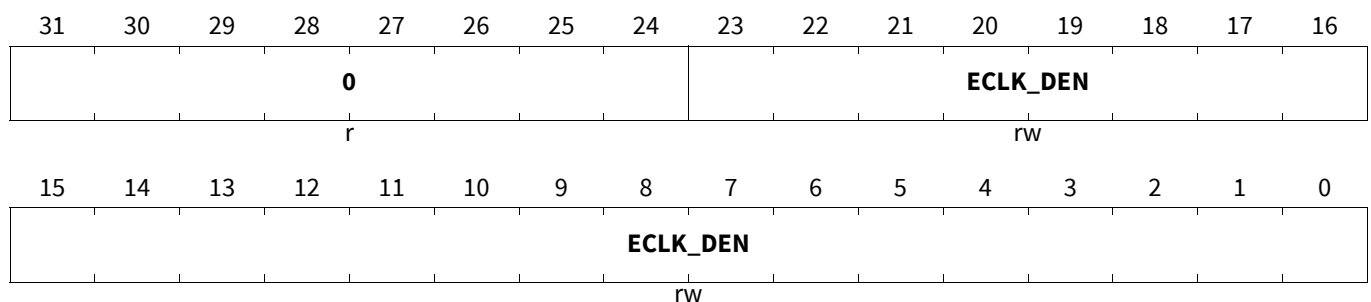 31 30 29 28 27 26 25 24 23 22 21 20 19 18 17 16
0 ECLK_DEN
r rw
15 14 13 12 11 10 9 8 7 6 5 4 3 2 1 0
ECLK_DEN
rw